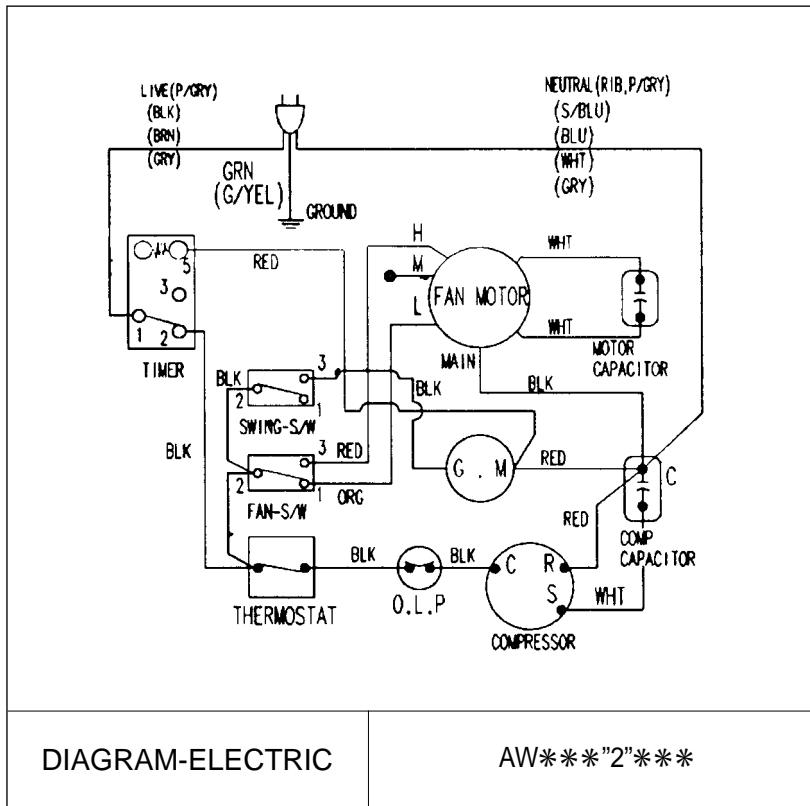 LIVE(P/GRY)
(BLK)
(BRN)
(GRY)
NEUTRAL(RIB,P/GRY)
(S/BLU)
(BLU)
(WHT)
(GRY)
GRN
(G/YEL)
GROUND
M
5
3
1
2
TIMER
RED
H
M
L
FAN MOTOR
MAIN
WHT
WHT
MOTOR
CAPACITOR
BLK
BLK
3
2
1
SWING-S/W
BLK
BLK
3
2
1
RED
ORG
FAN-S/W
G . M
RED
C
COMP
CAPACITOR
RED
THERMOSTAT
BLK
O.L.P
BLK
C
R
S
WHT
COMPRESSOR
DIAGRAM-ELECTRIC
AW✳✳✳”2”✳✳✳